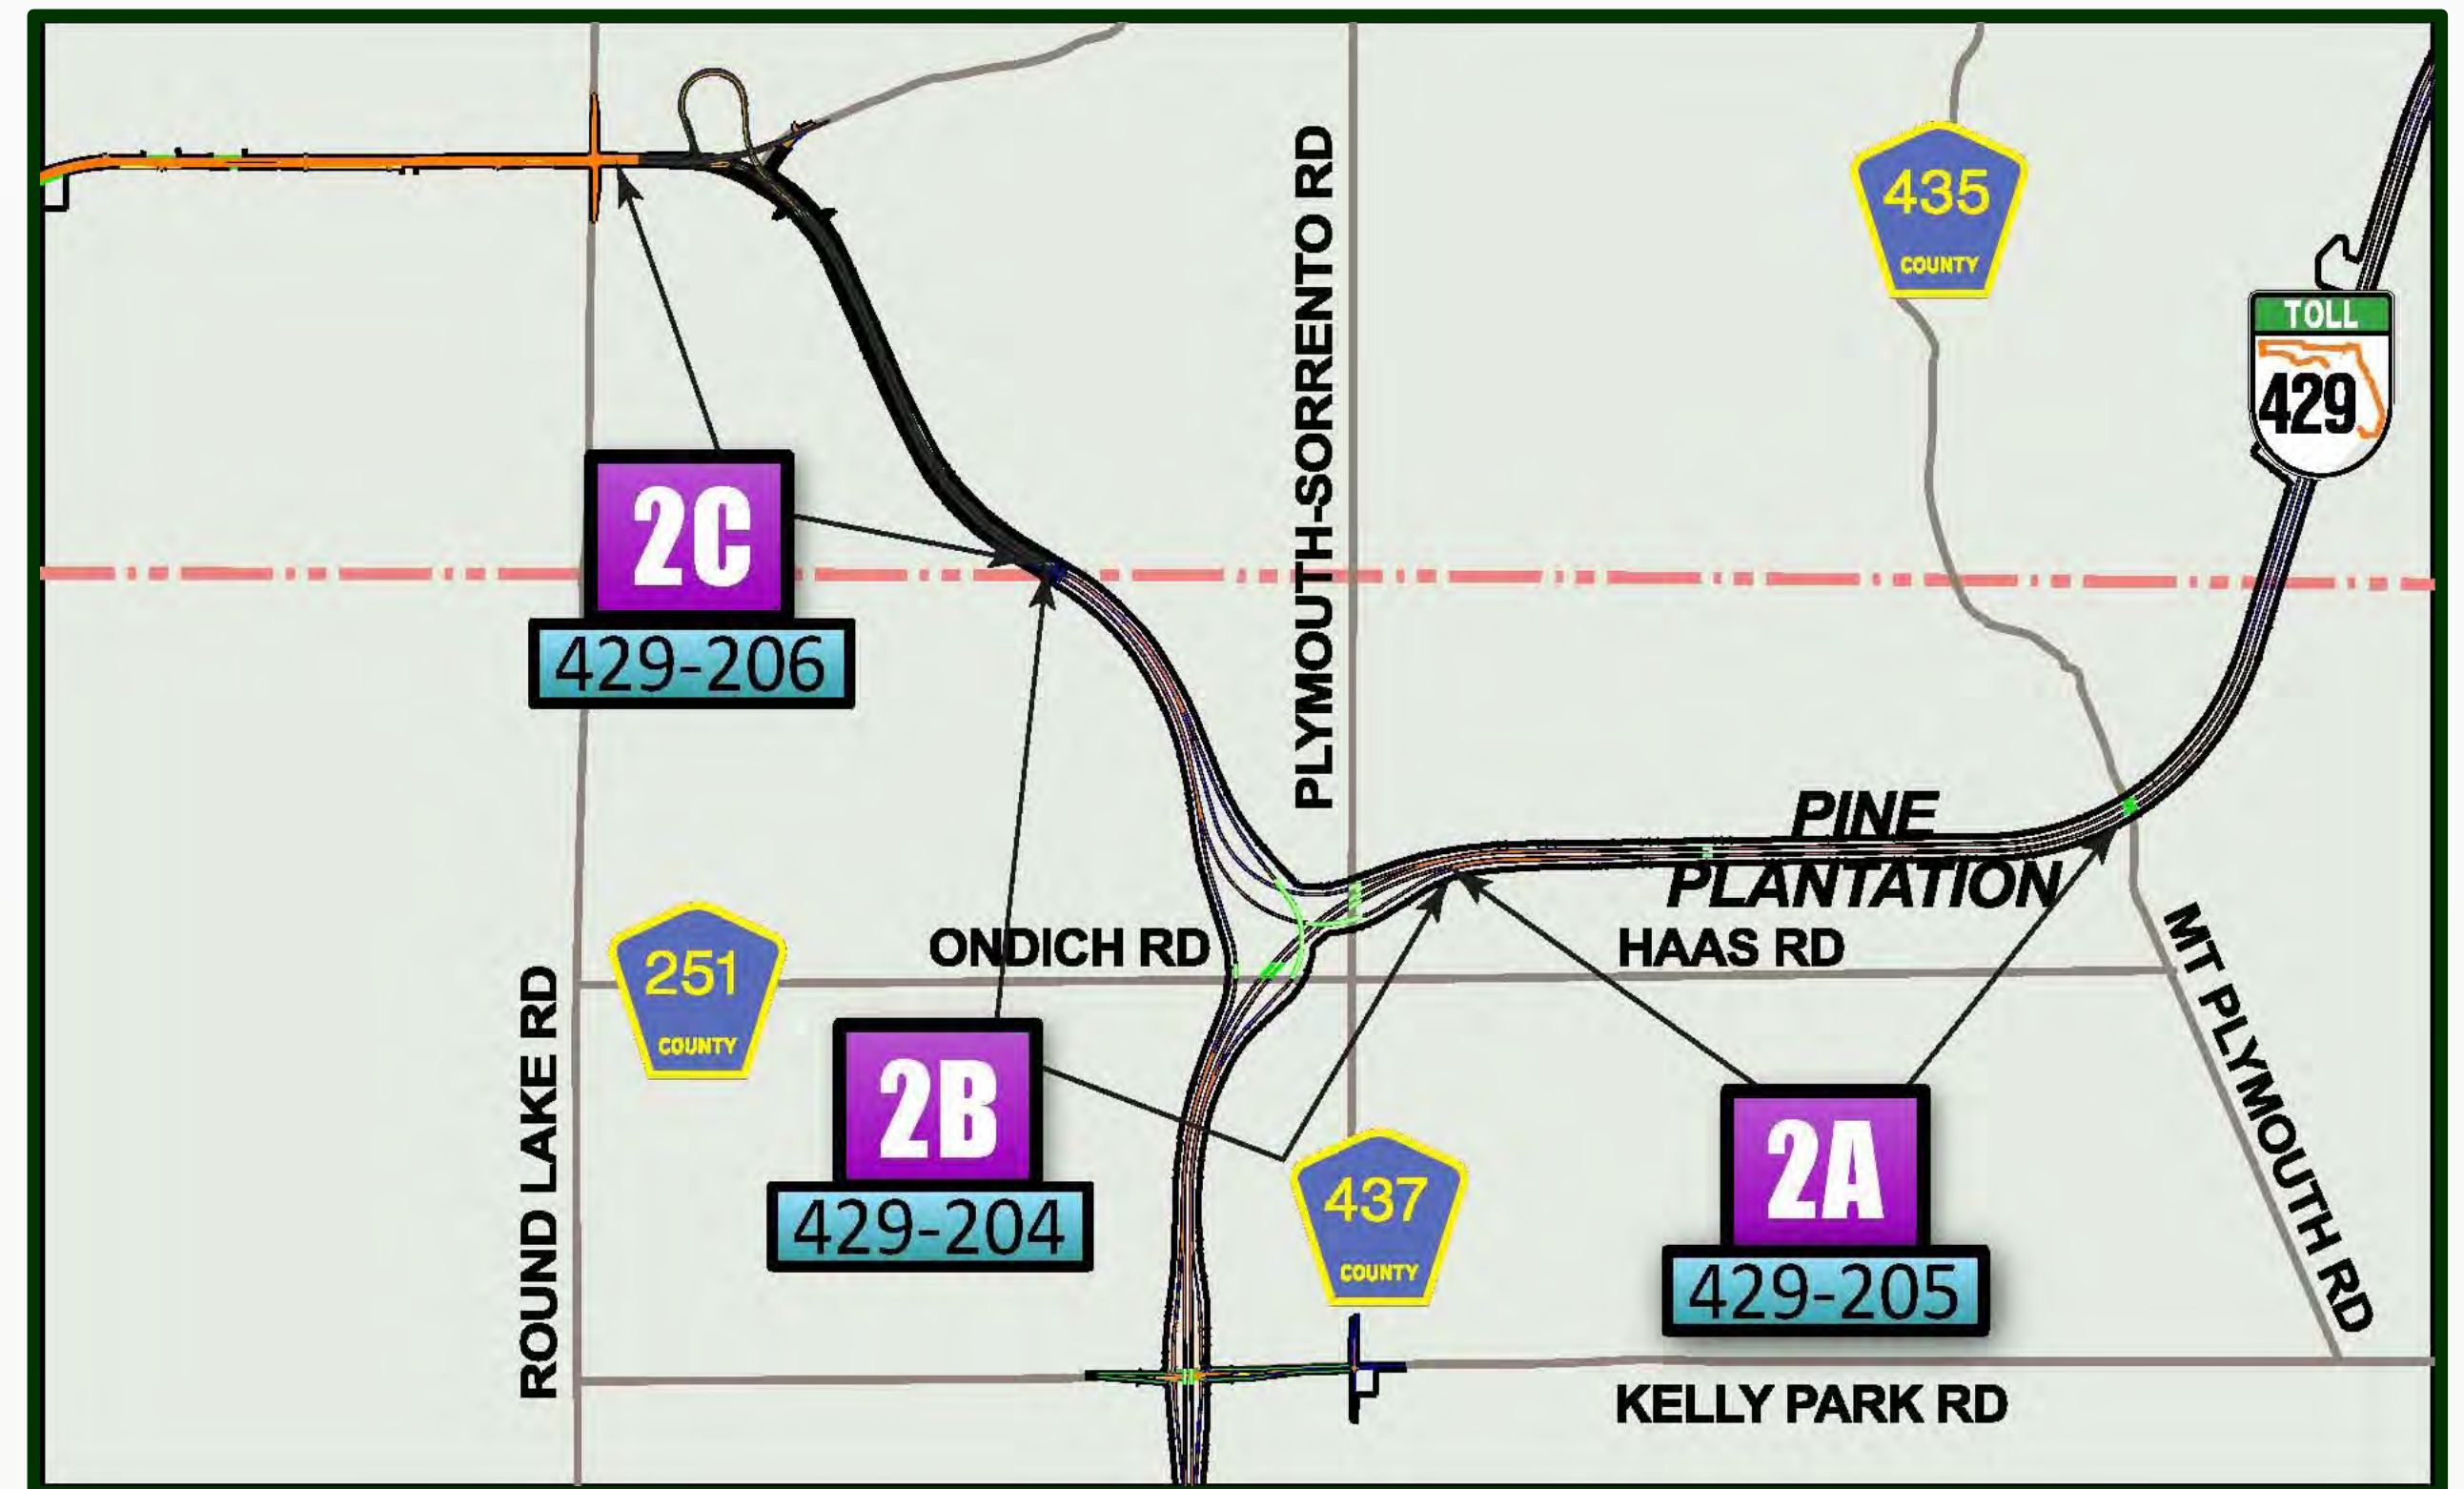 PLYMOUTH-SORRENTO RD
435
COUNTY
TOLL
429
2C
429-206
PINE
PLANTATION
ONDICH RD
HAAS RD
251
COUNTY
ROUND LAKE RD
MT PLYMOUTH RD
2B
429-204
437
COUNTY
2A
429-205
KELLY PARK RD